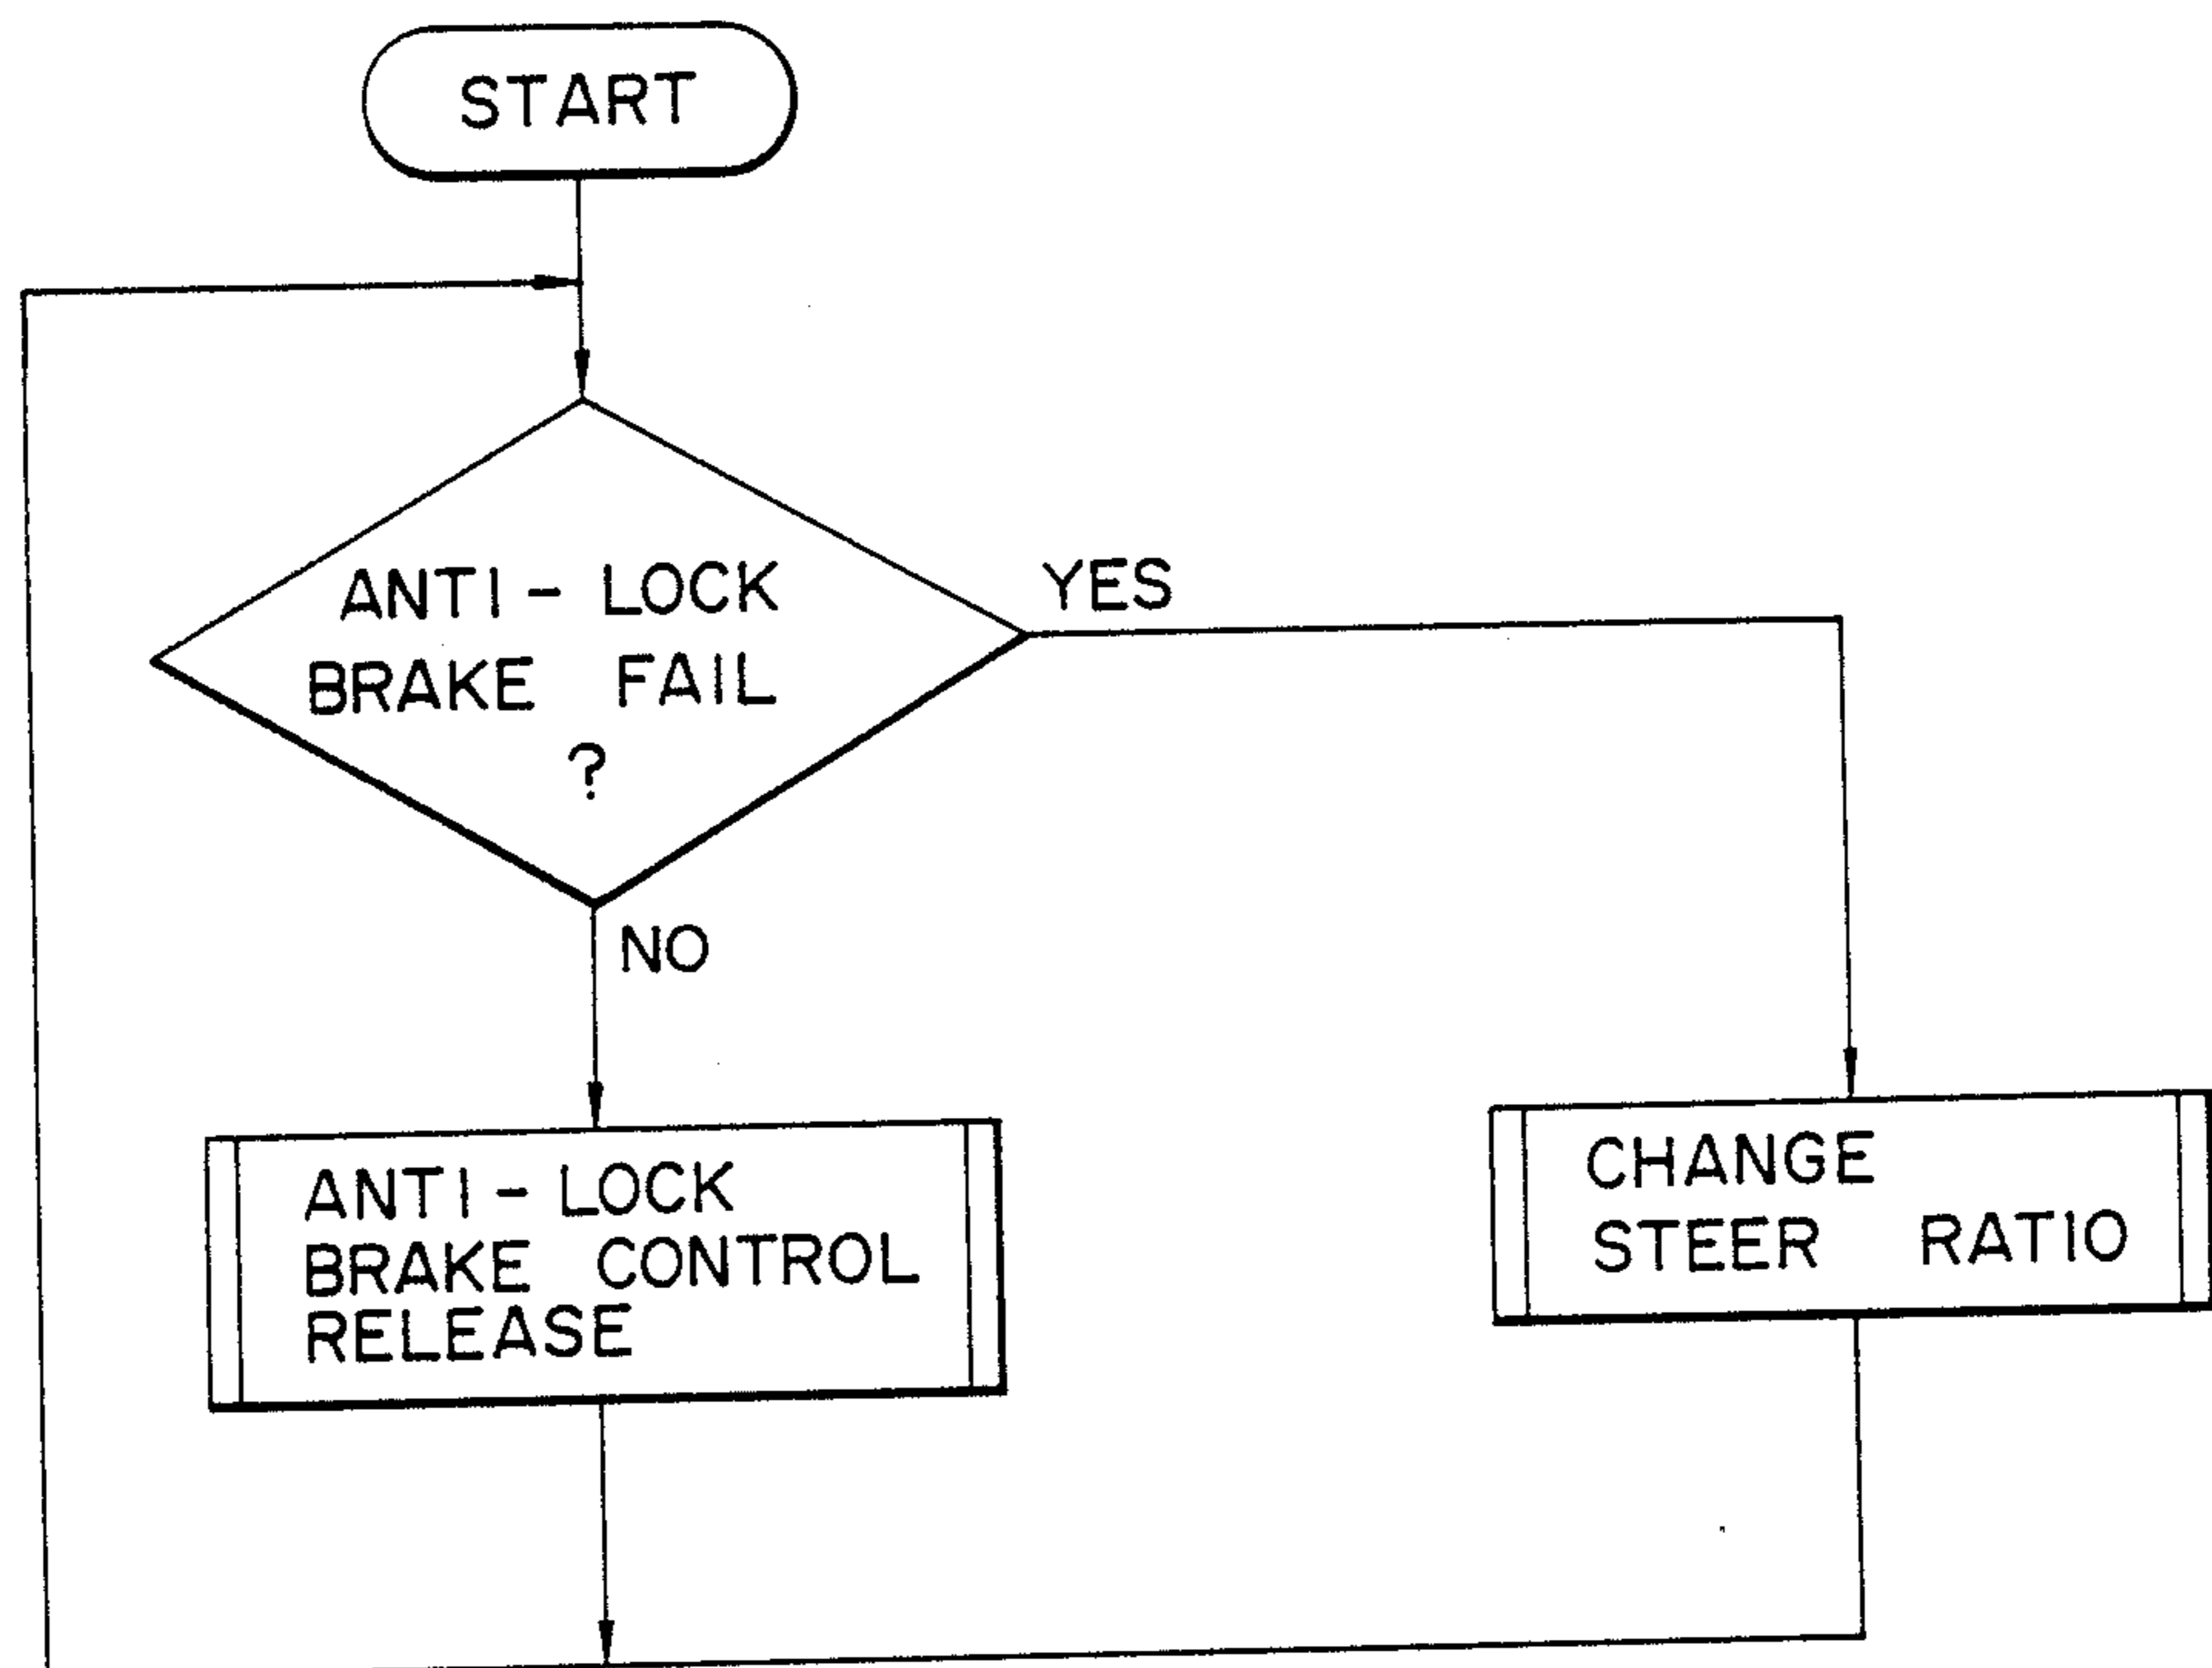 START
ANTI - LOCK
BRAKE FAIL
?
YES
NO
ANTI - LOCK
BRAKE CONTROL
RELEASE
CHANGE
STEER RATIO